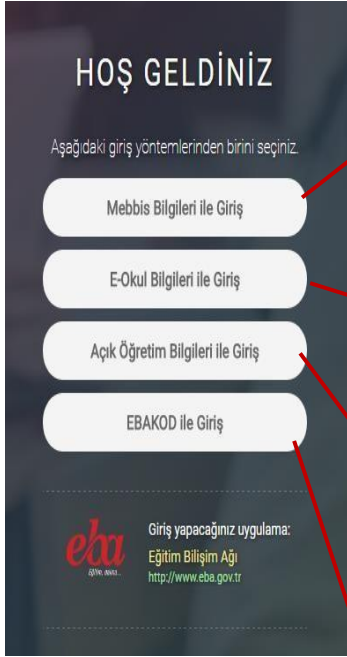 HOŞ GELDİNİZ
Aşağıdaki giriş yöntemlerinden birini seçiniz.
Mebbis Bilgileri ile Giriş
E-Okul Bilgileri ile Giriş
Açık Öğretim Bilgileri ile Giriş
EBAKOD ile Giriş
eba
Giriş yapacağınız uygulama:
Eğitim Bilişim Ağı
http://www.eba.gov.tr